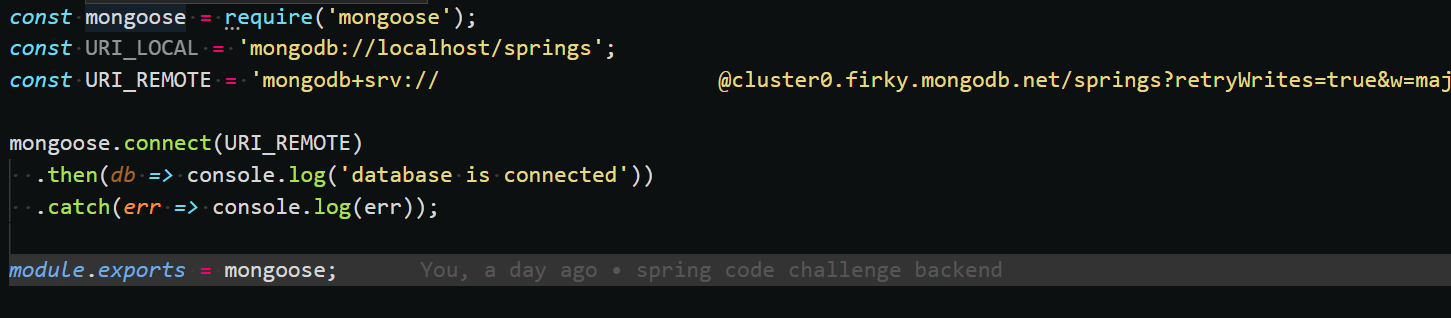 const mongoose = require('mongoose');
const URI_LOCAL = 'mongodb://localhost/springs';
const URI_REMOTE = 'mongodb+srv://                      @cluster0.firky.mongodb.net/springs?retryWrites=true&w=maj
mongoose.connect(URI_REMOTE)
  .then(db => console.log('database is connected'))
  .catch(err => console.log(err));
module.exports = mongoose;      You, a day ago • spring code challenge backend